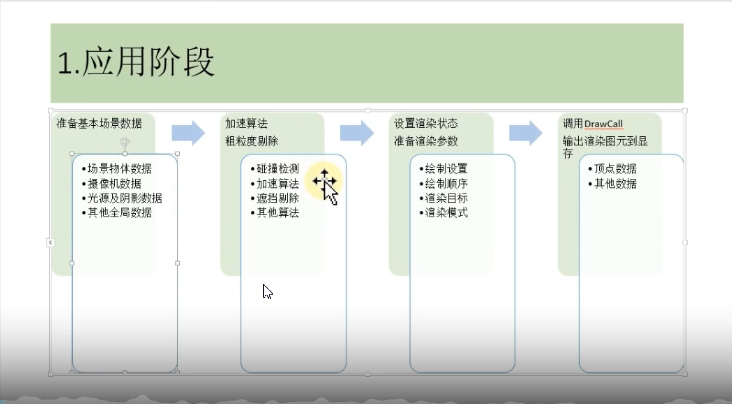 1.应用阶段
准备基本场景数据
•场景物体数据
•摄像机数据
•光源及阴影数据
•其他全局数据
加速算法
粗粒度剔除
•碰撞检测
•加速算法
•遮挡剔除
•其他算法
设置渲染状态
准备渲染参数
•绘制设置
•绘制顺序
•渲染目标
•渲染模式
调用DrawCall
输出渲染图元到显
存
•顶点数据
•其他数据